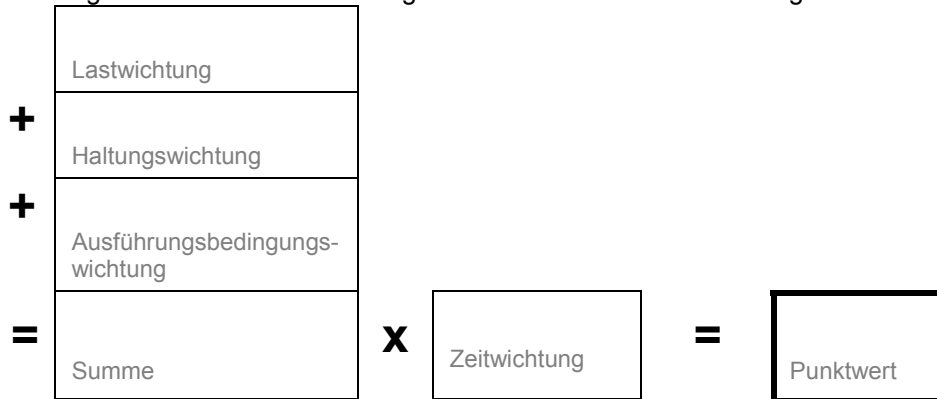 Lastwichtung
+
Haltungswichtung
+
Ausführungsbedingungs-
wichtung
= Summe x Zeitwichtung = Punktwert